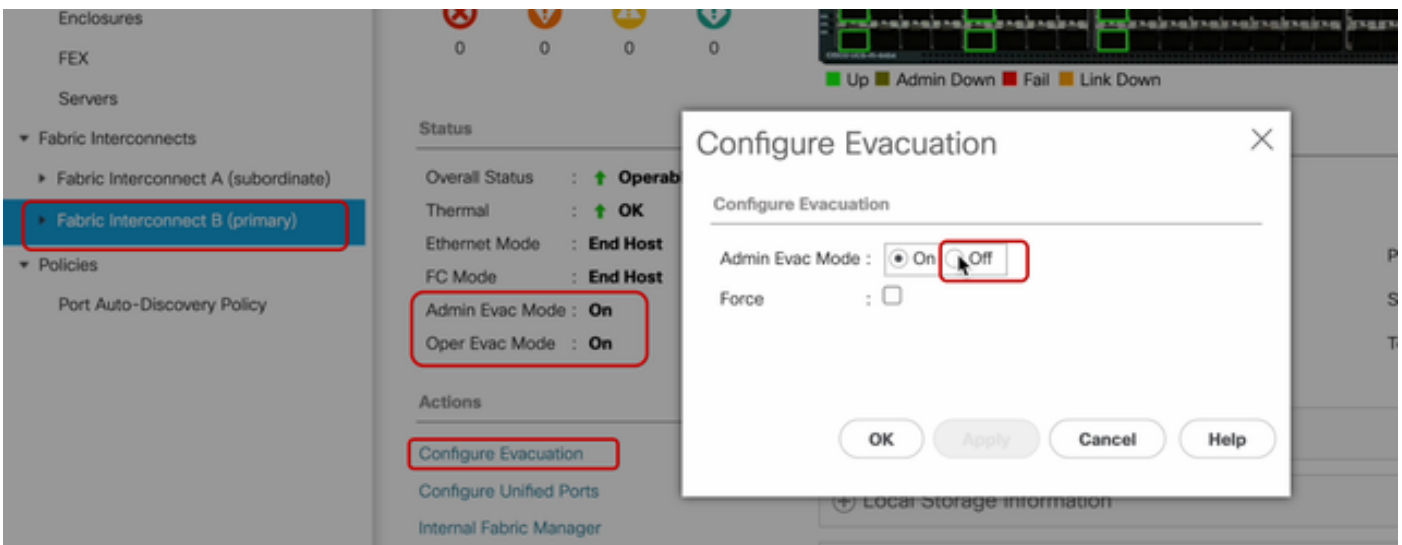 Enclosures
FEX
Servers
Fabric Interconnects
Fabric Interconnect A (subordinate)
Fabric Interconnect B (primary)
Policies
Port Auto-Discovery Policy
0 0 0 0
Up Admin Down Fail Link Down
Status
Overall Status : Operab
Thermal : OK
Ethernet Mode : End Host
FC Mode : End Host
Admin Evac Mode : On
Oper Evac Mode : On
Actions
Configure Evacuation
Configure Unified Ports
Internal Fabric Manager
Configure Evacuation
Configure Evacuation
Admin Evac Mode : On Off
Force :
OK Apply Cancel Help
Local Storage Information
P
S
T